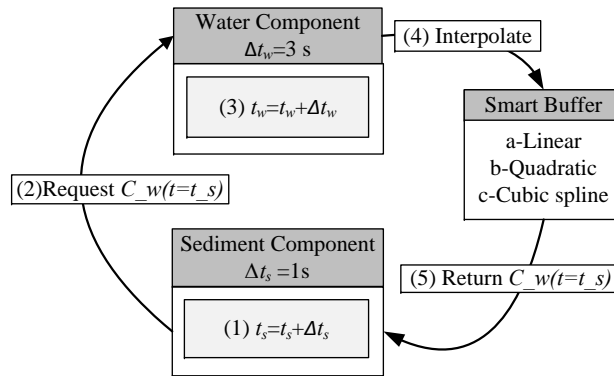 Water Component
Δt_w=3 s
(4) Interpolate
(3) t_w=t_w+Δt_w
Smart Buffer
a-Linear
b-Quadratic
c-Cubic spline
(2)Request C_w(t=t_s)
Sediment Component
Δt_s =1s
(5) Return C_w(t=t_s)
(1) t_s=t_s+Δt_s